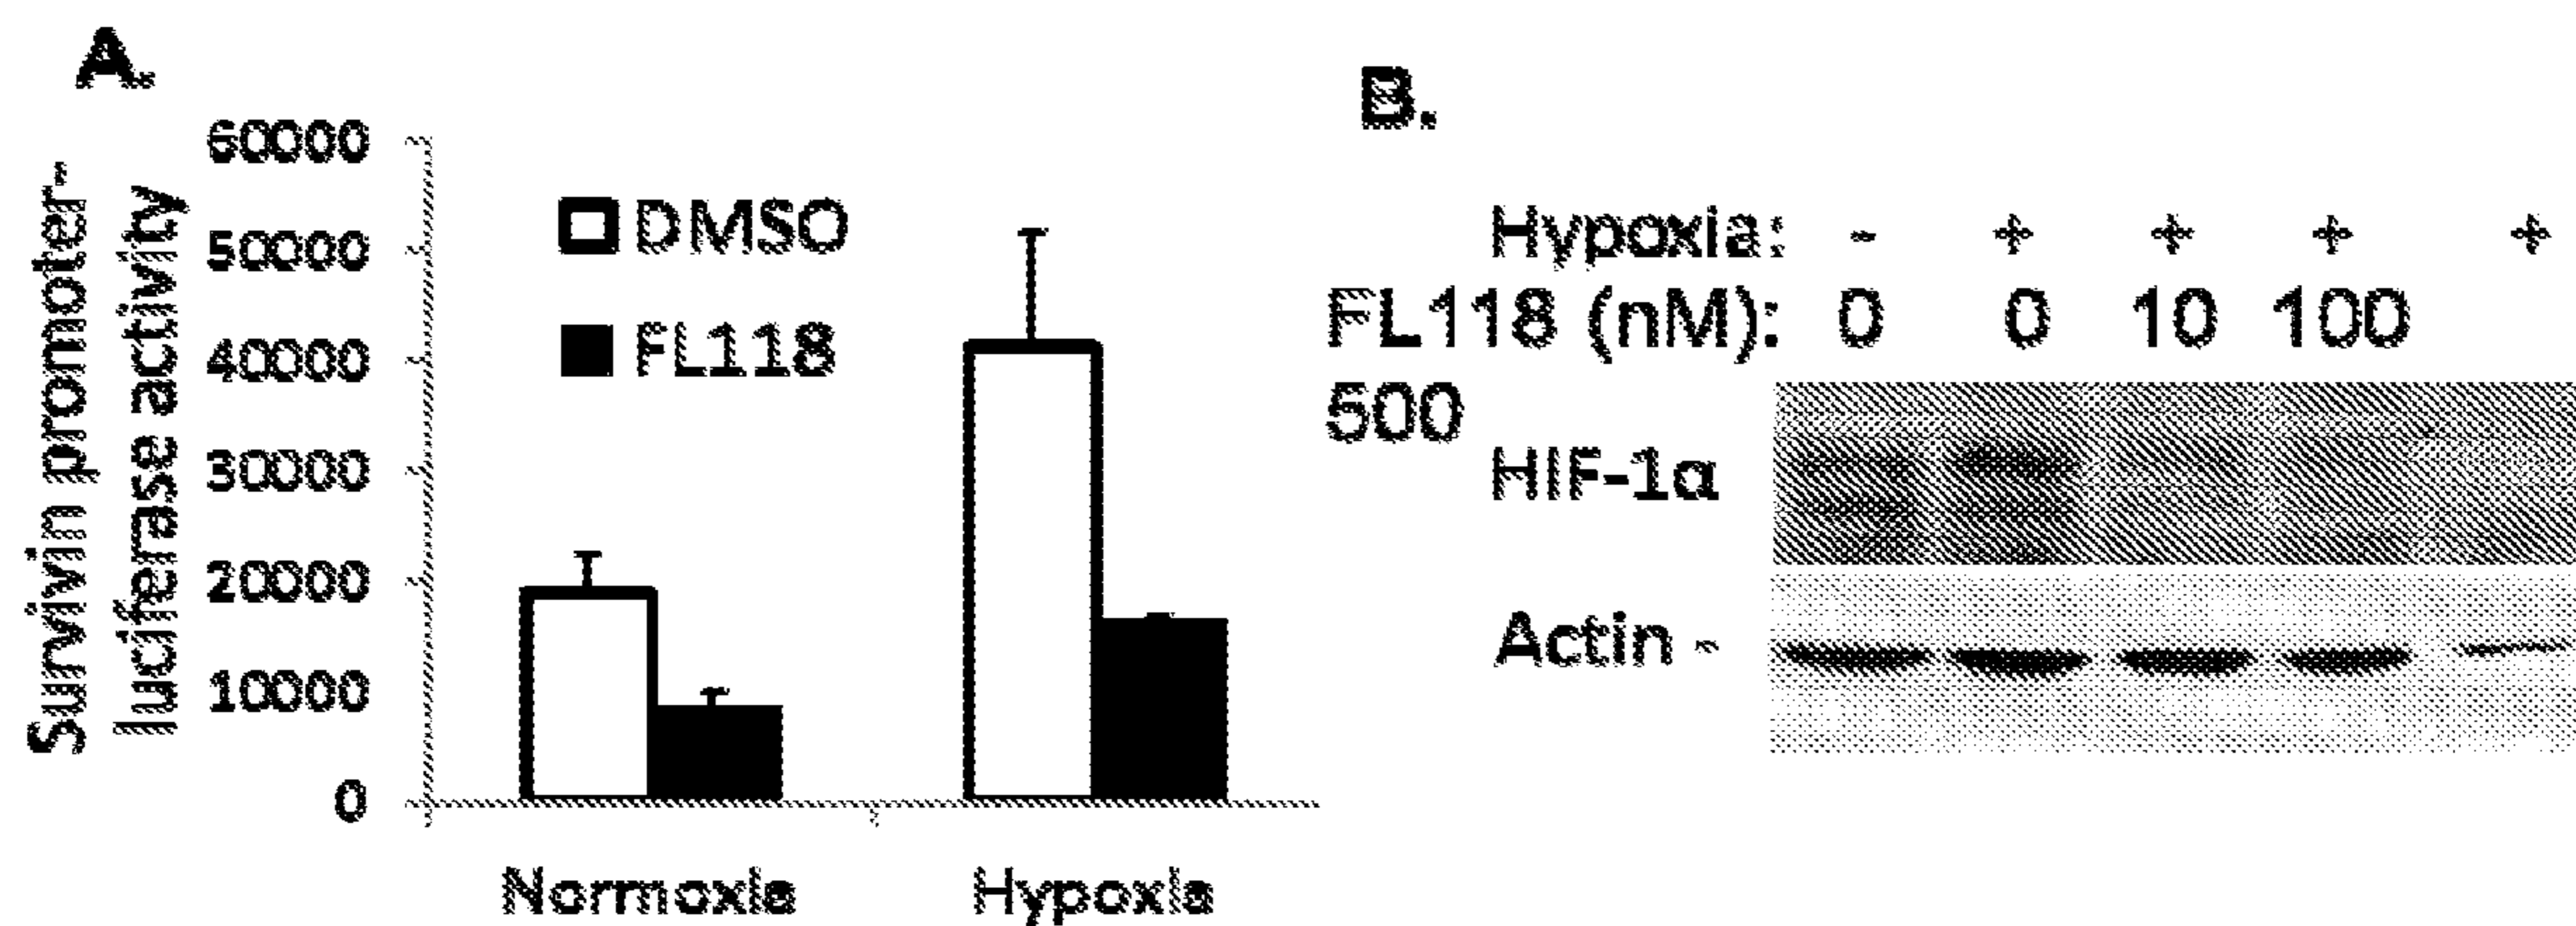 A.
Survivin promoter-
luciferase activity
60000
50000
40000
30000
20000
10000
0
DMSO
FL118
Normoxia
Hypoxia
B.
Hypoxia: - + + + +
FL118 (nM): 0 0 10 100
500
HIF-1α
Actin -